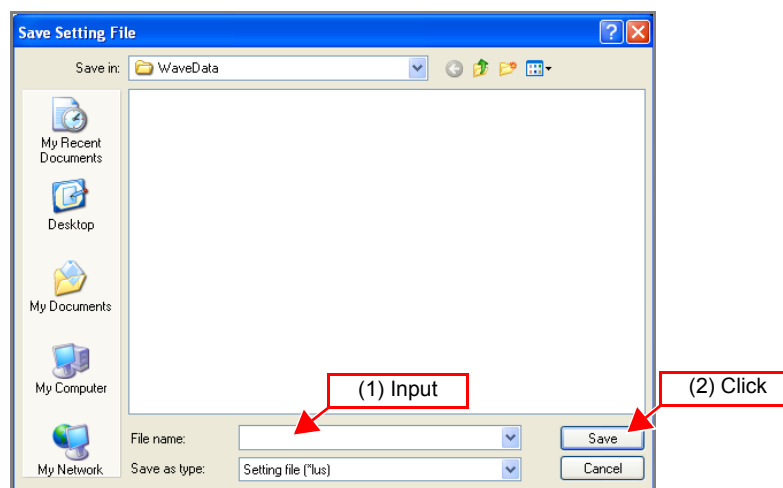 Save Setting File
Save in: WaveData
My Recent
Documents
Desktop
My Documents
My Computer
(1) Input
(2) Click
File name:
Save
My Network
Save as type: Setting file (*lus)
Cancel